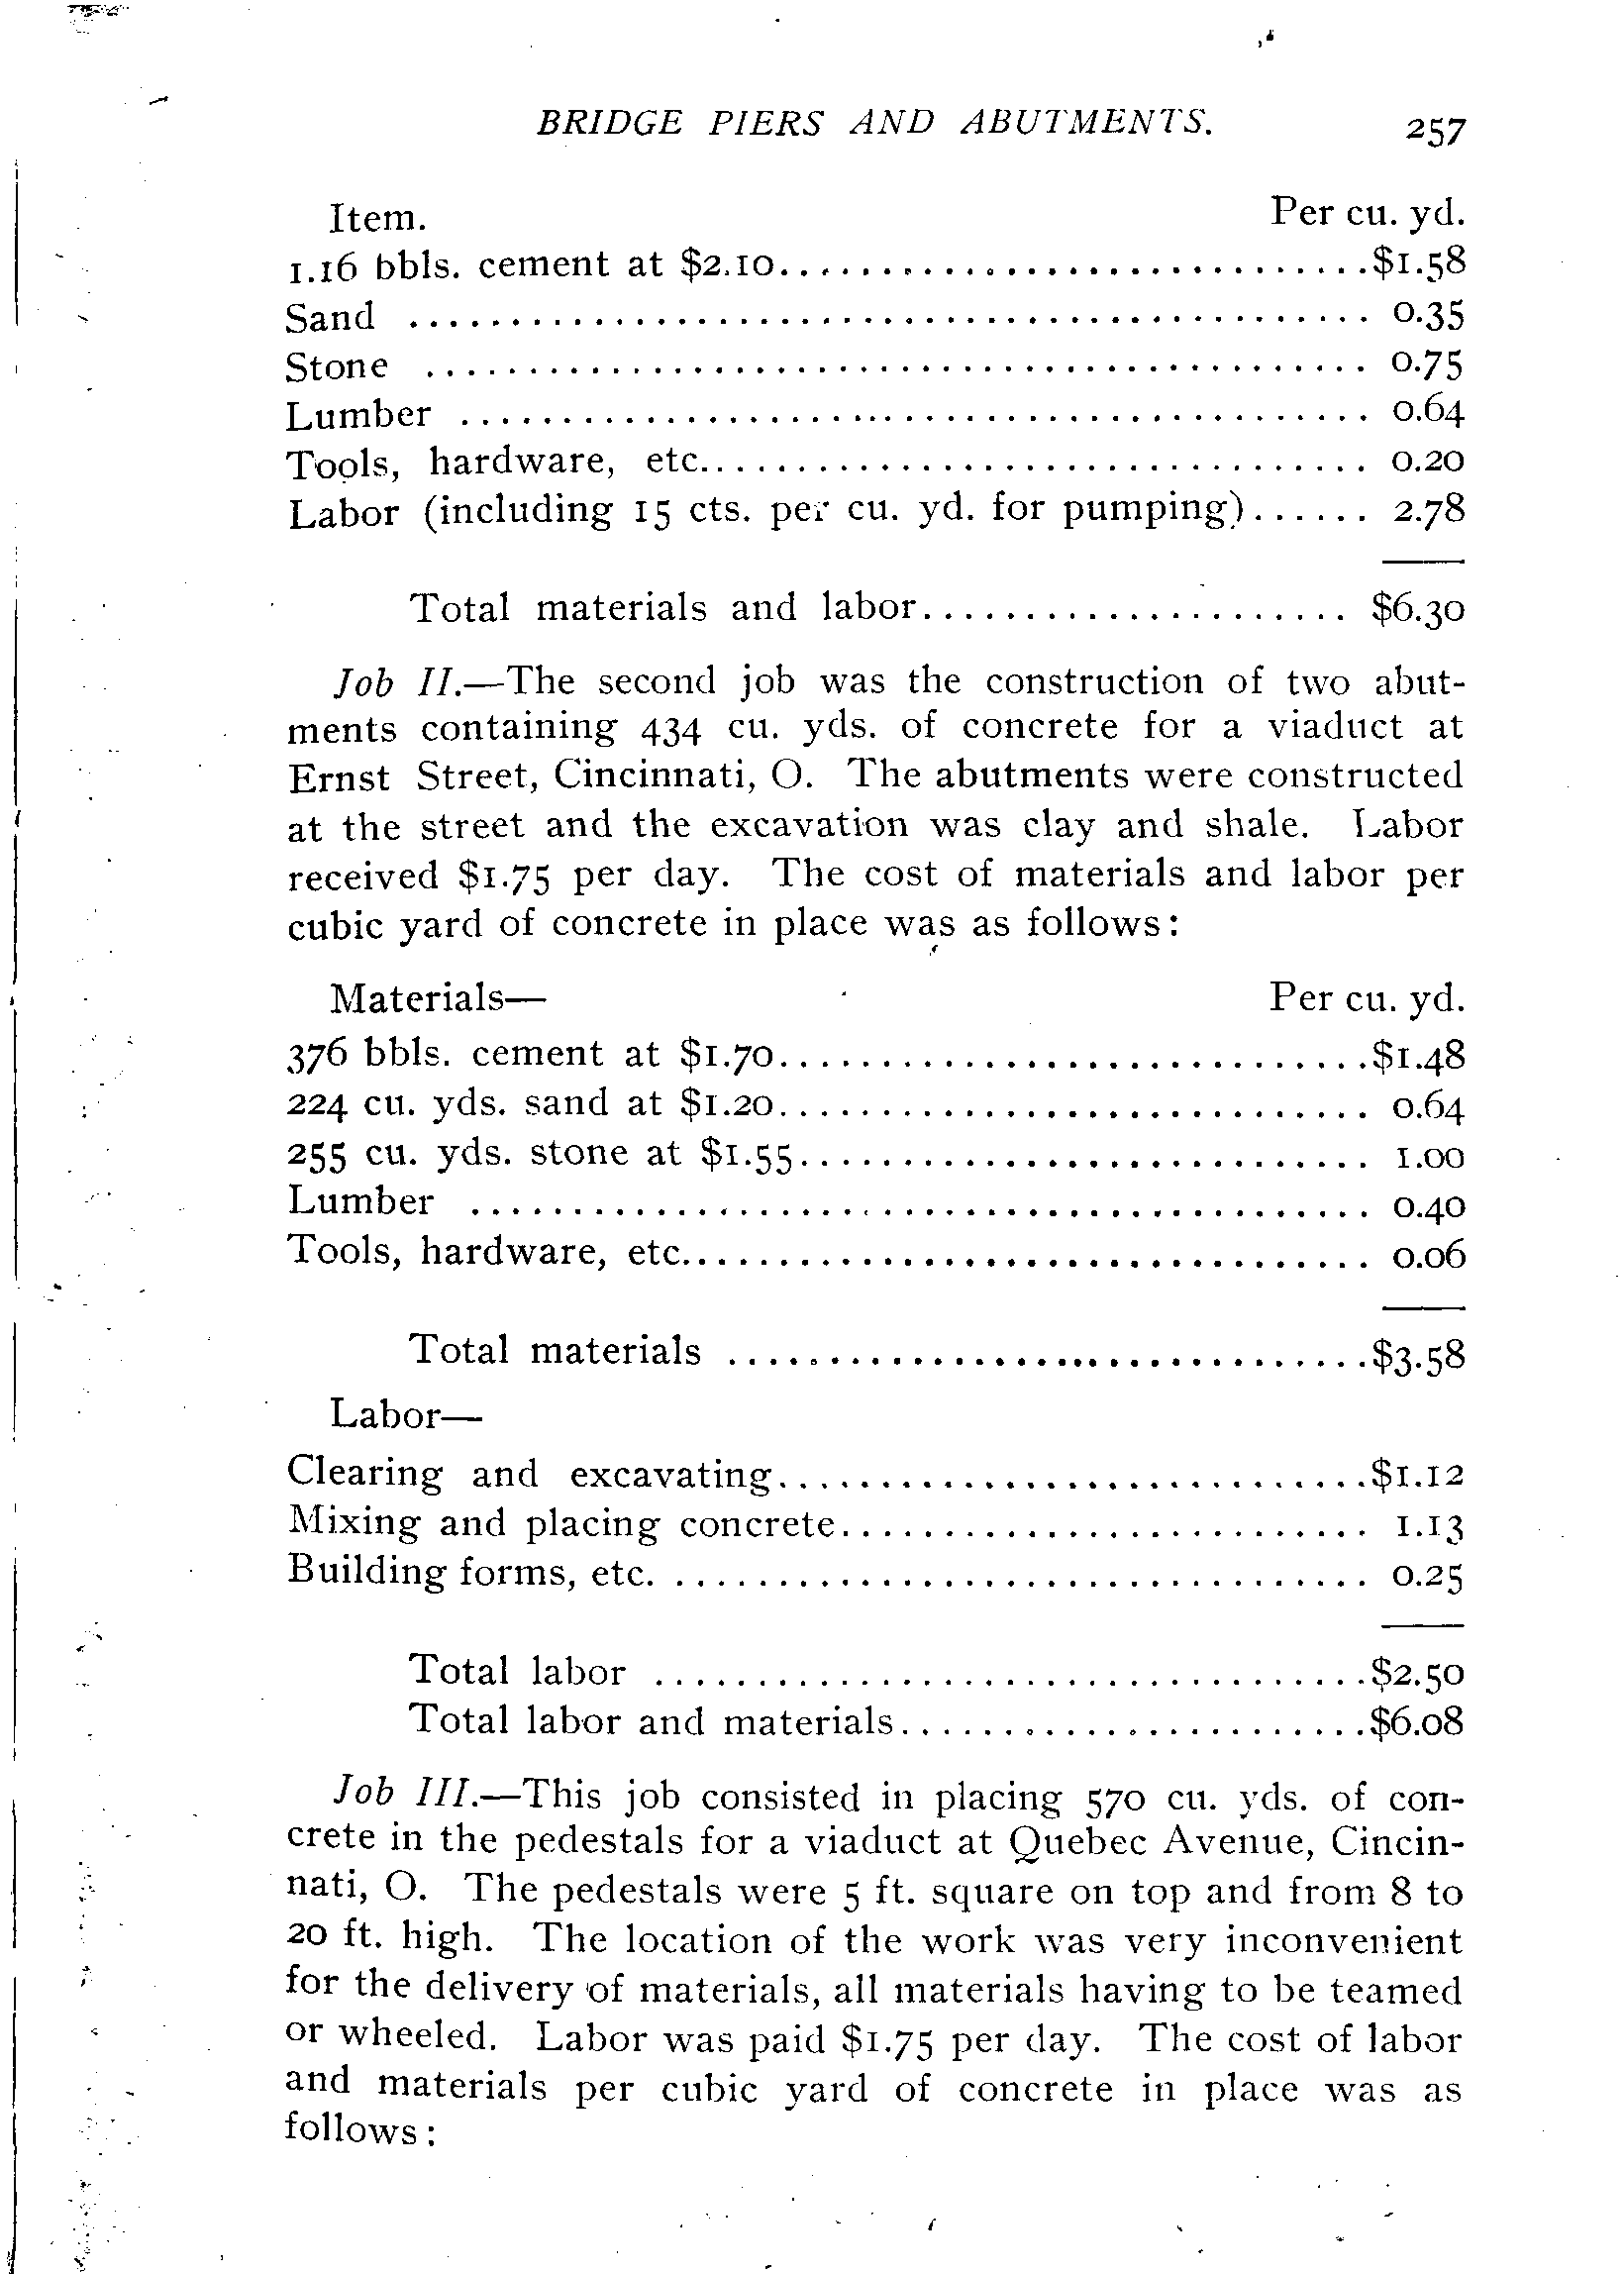 BRIDGE PIERS AND ABUTMENTS. 257
Item. Per cu. yd.
1.16 bbls. cement at $2.10..............................$1.58
Sand ............................................... 0.35
Stone .............................................. 0.75
Lumber ............................................. 0.64
Tools, hardware, etc................................. 0.20
Labor (including 15 cts. per cu. yd. for pumping)...... 2.78
Total materials and labor..................... $6.30
Job II.—The second job was the construction of two abut-
ments containing 434 cu. yds. of concrete for a viaduct at
Ernst Street, Cincinnati, O. The abutments were constructed
at the street and the excavation was clay and shale. Labor
received $1.75 per day. The cost of materials and labor per
cubic yard of concrete in place was as follows:
Materials— Per cu. yd.
376 bbls. cement at $1.70.............................$1.48
224 cu. yds. sand at $1.20............................. 0.64
255 cu. yds. stone at $1.55............................ 1.00
Lumber ............................................ 0.40
Tools, hardware, etc.................................. 0.06
Total materials ................................$3.58
Labor—
Clearing and excavating.............................$1.12
Mixing and placing concrete.......................... 1.13
Building forms, etc. .................................. 0.25
Total labor ...................................$2.50
Total labor and materials.......................$6.08
Job III.—This job consisted in placing 570 cu. yds. of con-
crete in the pedestals for a viaduct at Quebec Avenue, Cincin-
nati, O. The pedestals were 5 ft. square on top and from 8 to
20 ft. high. The location of the work was very inconvenient
for the delivery of materials, all materials having to be teamed
or wheeled. Labor was paid $1.75 per day. The cost of labor
and materials per cubic yard of concrete in place was as
follows: